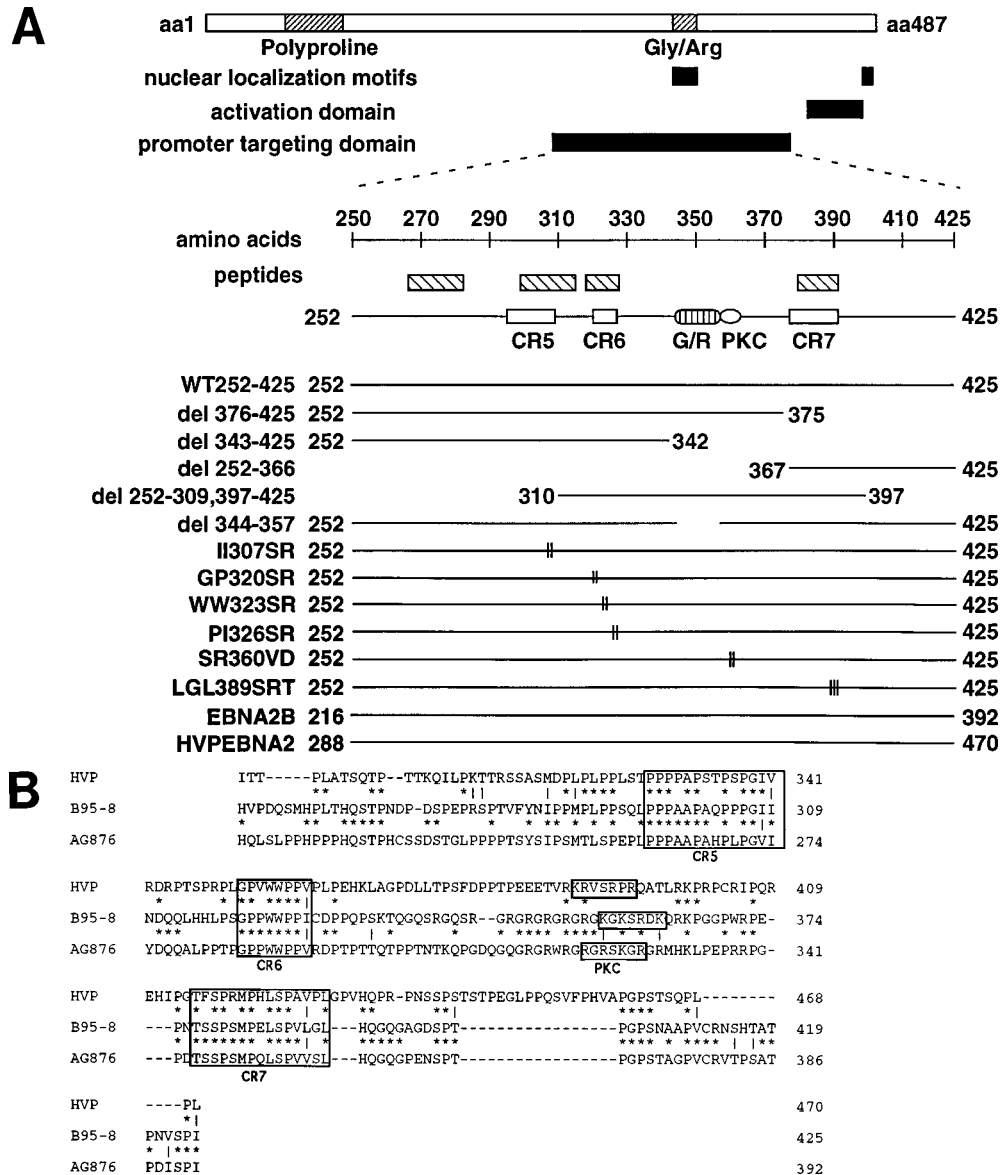 A
aa1 aa487
Polyproline Gly/Arg
nuclear localization motifs
activation domain
promoter targeting domain
250 270 290 310 330 350 370 390 410 425
amino acids
peptides
252 425
CR5 CR6 G/R PKC CR7
WT252-425 252 425
del 376-425 252 375
del 343-425 252 342
del 252-366 367 425
del 252-309,397-425 310 397
del 344-357 252 425
II307SR 252 425
GP320SR 252 425
WW323SR 252 425
PI326SR 252 425
SR360VD 252 425
LGL389SRT 252 425
EBNA2B 216 392
HVPEBNA2 288 470
B
HVP ITT-----PLATSQTP--TTKQILPKTTRSSASMDPLPLPPLSTPPPPAPSTPSPGIV 341
B95-8 HVPDQSMHPLTHQSTPNDP-DSPEPRSPTVFYNIPPMPLPPSQLPPPAAPAQPPPGII 309
AG876 HQLSLPPHPPPHQSTPHCSSDSTGLPPPPTSYSIPSMTLSPEPLPPPAAPAHPLPGVI 274
CR5
HVP RDRPTSPRPLGPVWWPPVPLPEHKLAGPDLLTPSFDPPTPEEETVRKRVSRPRQATLRKPRPCRIPQR 409
B95-8 NDQQLHHLPSGPPWWPPICDPPQPSKTQGQSRGQSR-GRGRGRGRGRGKGKSRDKQRKPGGPWRPE- 374
AG876 YDQQALPPTPGPPWWPPVRDPTPTTQTPPTNTKQPGDQGQGRGRWRGRGRSKGRGRMHKLPEPRRPG- 341
CR6 PKC
HVP EHIPGTFSPRMPHLSPAVPLGPVHQPR-PNSSPSTSTPEGLPPQSVFPHVAPGPSTSQPL-------- 468
B95-8 ---PNTSSPSMPELSPVLGL--HQGQGAGDSPT----------------PGPSNAAPVCRNSHTAT 419
AG876 ---PDTSSPSMPQLSPVVSL--HQGQGPENSPT----------------PGPSTAGPVCRVTPSAT 386
CR7
HVP ----PL 470
B95-8 PNVSPI 425
AG876 PDISPI 392